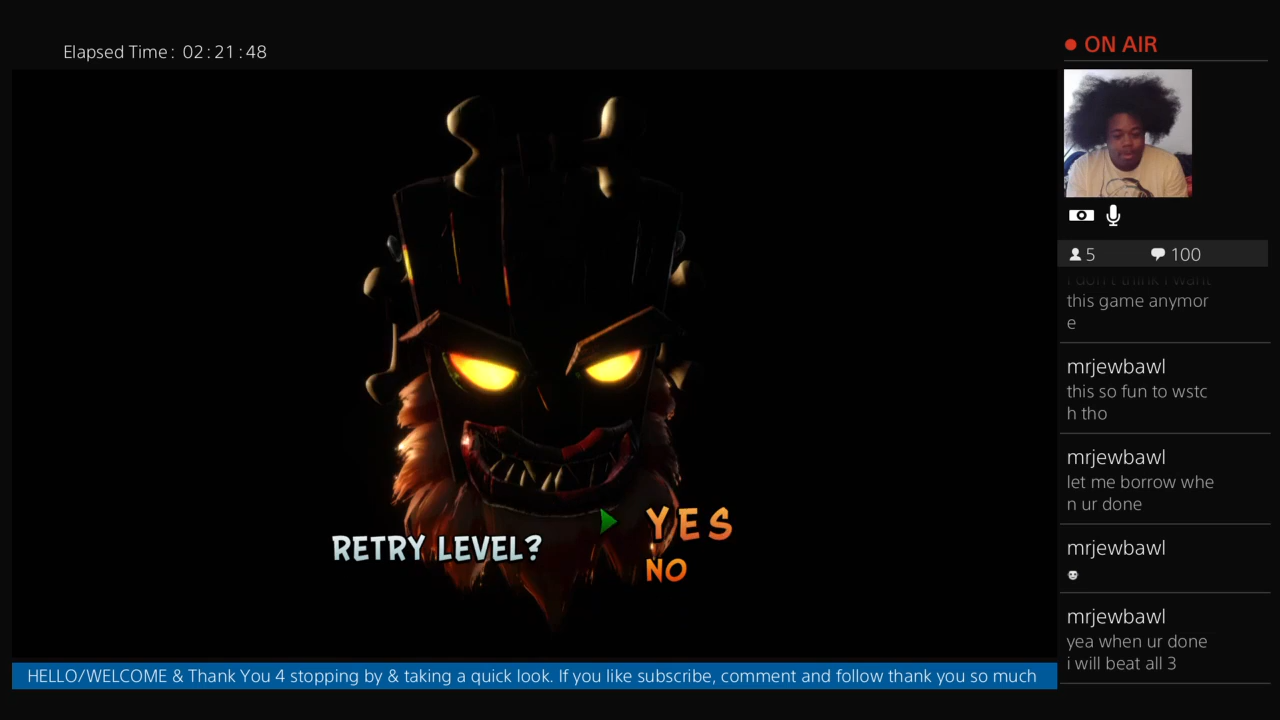 Elapsed Time: 02:21:48
ON AIR
5 100
i don't think i want
this game anymor
e
mrjewbawl
this so fun to wstc
h tho
mrjewbawl
let me borrow whe
n ur done
mrjewbawl
mrjewbawl
yea when ur done
i will beat all 3
RETRY LEVEL?
YES
NO
HELLO/WELCOME & Thank You 4 stopping by & taking a quick look. If you like subscribe, comment and follow thank you so much